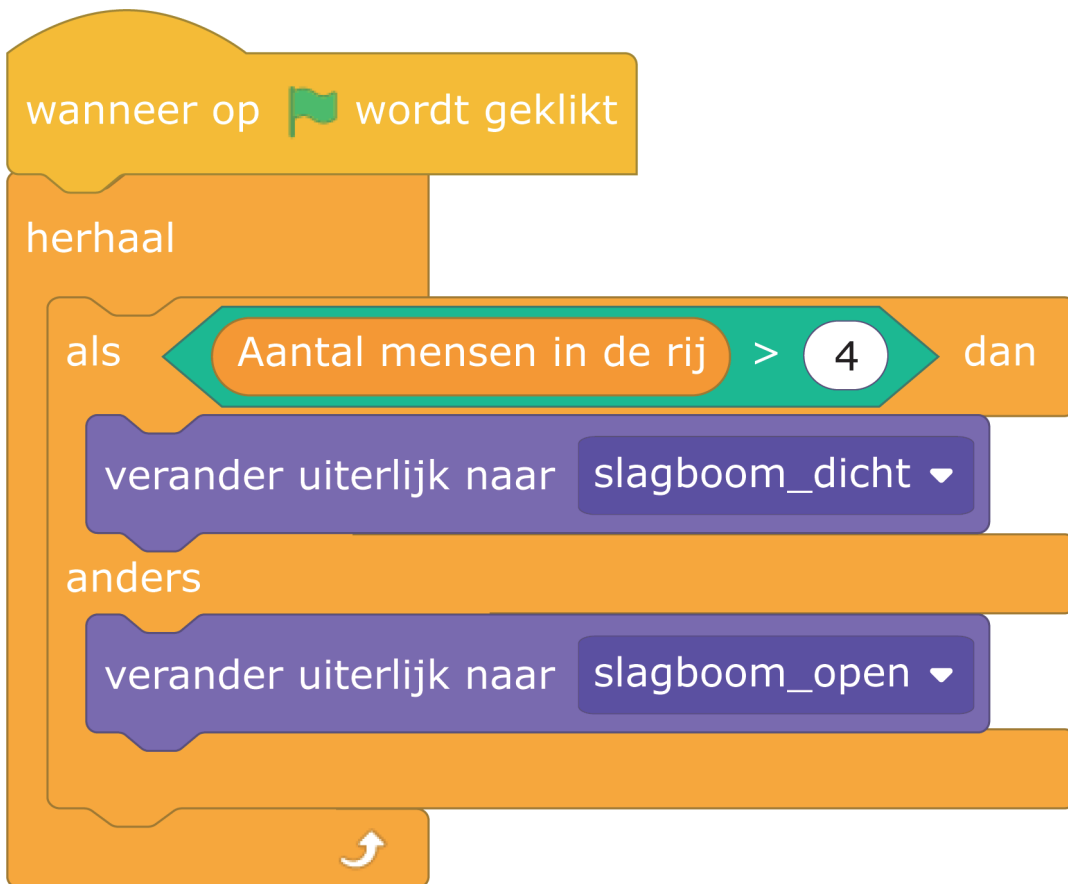 wanneer op wordt geklikt
herhaal
als Aantal mensen in de rij > 4 dan
verander uiterlijk naar slagboom_dicht
anders
verander uiterlijk naar slagboom_open